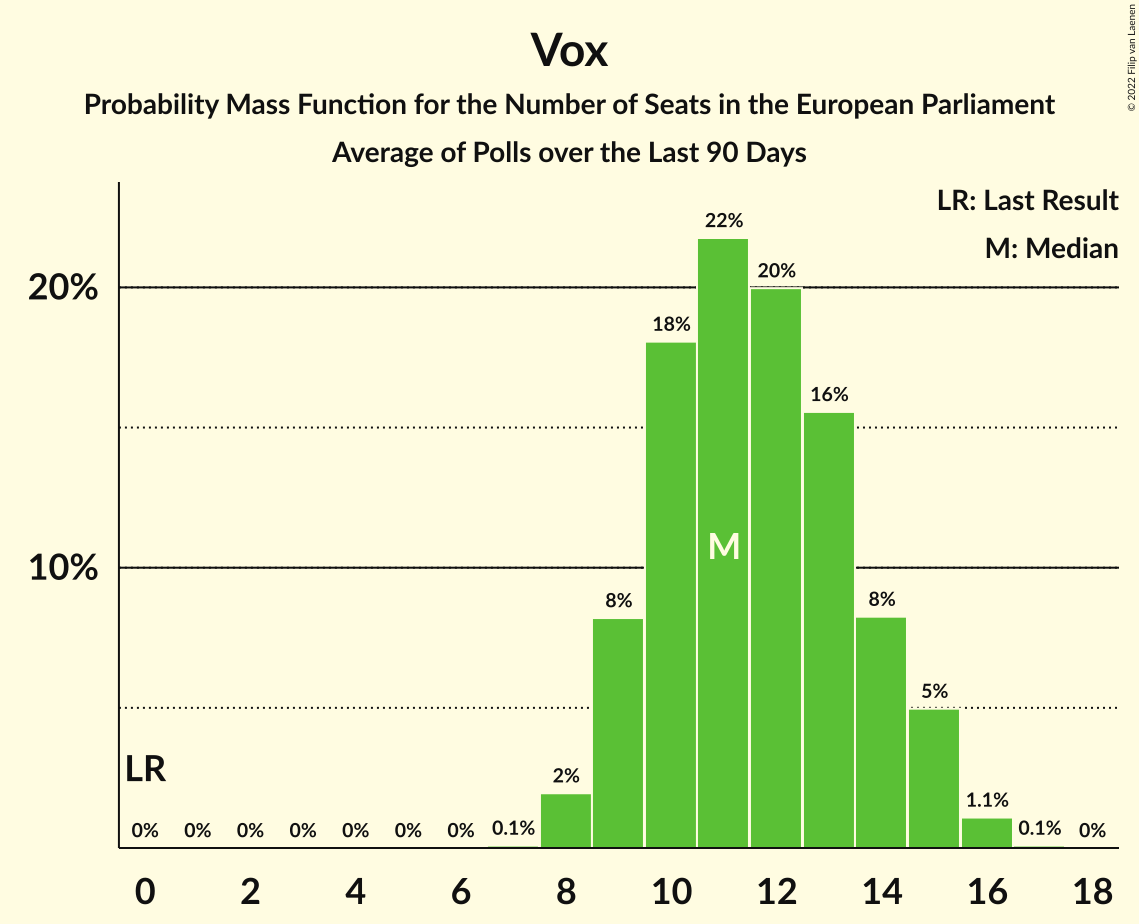 Vox
Probability Mass Function for the Number of Seats in the European Parliament
Average of Polls over the Last 90 Days
© 2022 Filip van Laenen
LR: Last Result
M: Median
20%
10%
22%
20%
18%
16%
8%
8%
5%
2%
1.1%
0.1%
0.1%
0%
0% 0% 0% 0% 0% 0% 0%
LR
M
0 2 4 6 8 10 12 14 16 18